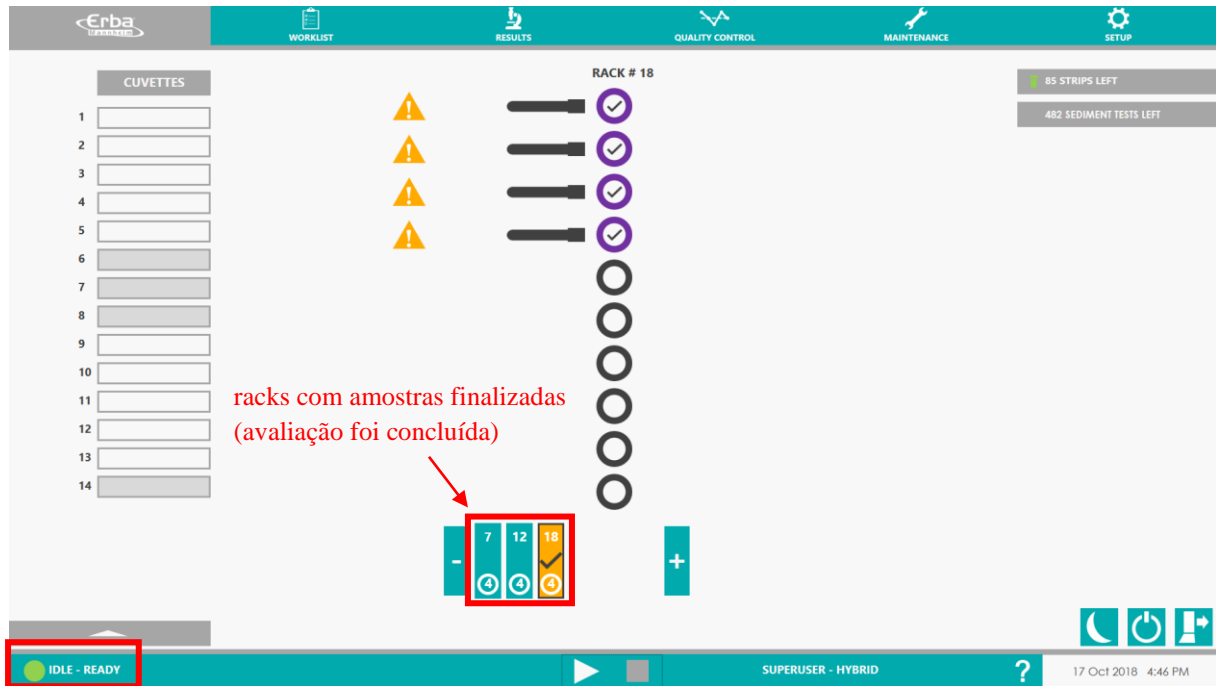 Erba
Mannheim
WORKLIST
RESULTS
QUALITY CONTROL
MAINTENANCE
SETUP
CUVETTES
1
2
3
4
5
6
7
8
9
10
11
12
13
14
RACK # 18
85 STRIPS LEFT
482 SEDIMENT TESTS LEFT
racks com amostras finalizadas
(avaliação foi concluída)
- 7 12 18 +
4 4 4
IDLE - READY
SUPERUSER - HYBRID
?
17 Oct 2018 4:46 PM